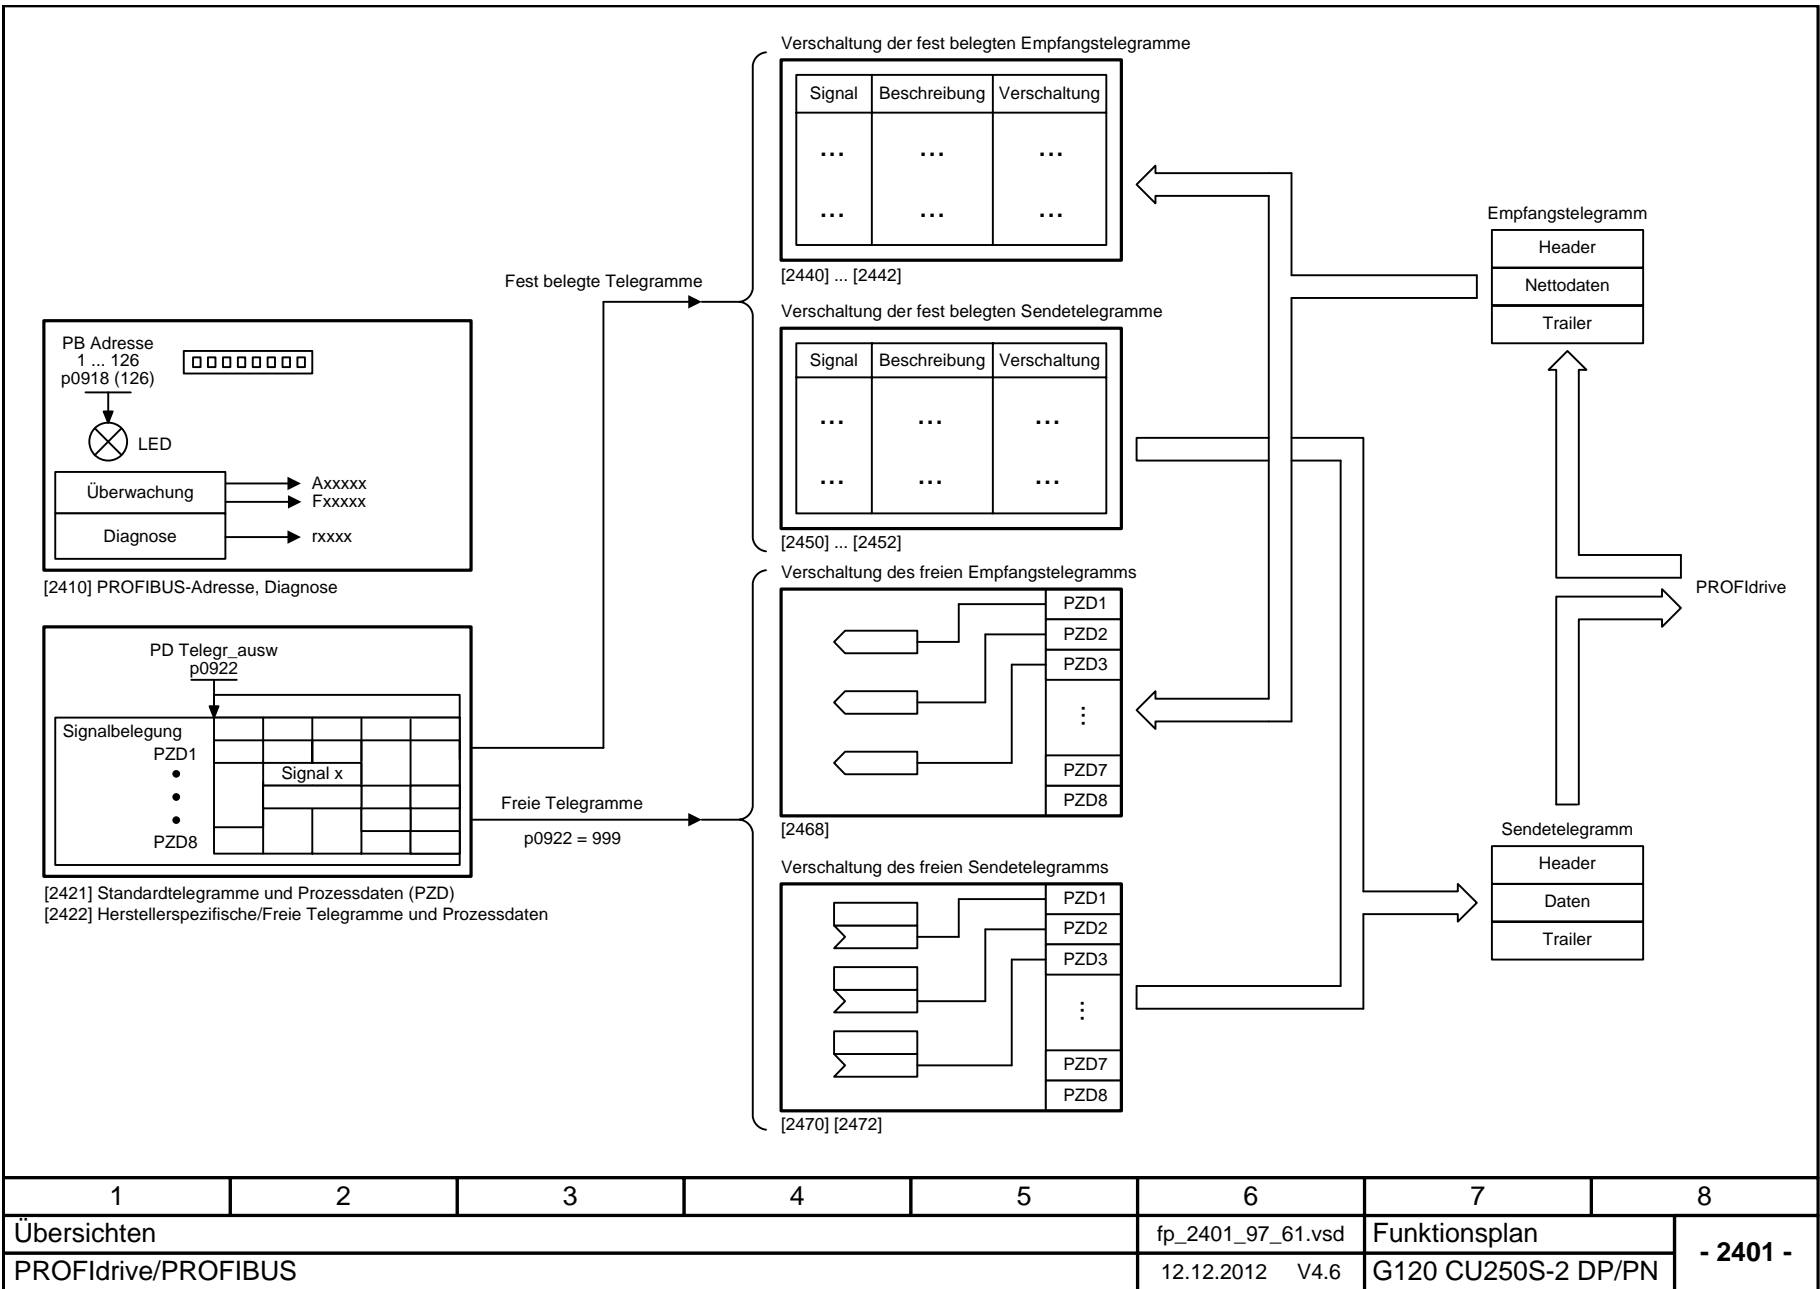 Verschaltung der fest belegten Empfangstelegramme
Signal Beschreibung Verschaltung
... ... ...
... ... ...
[2440] ... [2442]
Fest belegte Telegramme
Verschaltung der fest belegten Sendetelegramme
Signal Beschreibung Verschaltung
... ... ...
... ... ...
[2450] ... [2452]
PB Adresse
1 ... 126
p0918 (126)
LED
Überwachung
Axxxxx
Fxxxxx
Diagnose
rxxxx
[2410] PROFIBUS-Adresse, Diagnose
PD Telegr_ausw
p0922
Signalbelegung
PZD1
Signal x
PZD8
[2421] Standardtelegramme und Prozessdaten (PZD)
[2422] Herstellerspezifische/Freie Telegramme und Prozessdaten
Freie Telegramme
p0922 = 999
Verschaltung des freien Empfangstelegramms
PZD1
PZD2
PZD3
...
PZD7
PZD8
[2468]
Verschaltung des freien Sendetelegramms
PZD1
PZD2
PZD3
...
PZD7
PZD8
[2470] [2472]
Empfangstelegramm
Header
Nettodaten
Trailer
PROFIdrive
Sendetelegramm
Header
Daten
Trailer
1 2 3 4 5 6 7 8
Übersichten fp_2401_97_61.vsd Funktionsplan - 2401 -
PROFIdrive/PROFIBUS 12.12.2012 V4.6 G120 CU250S-2 DP/PN